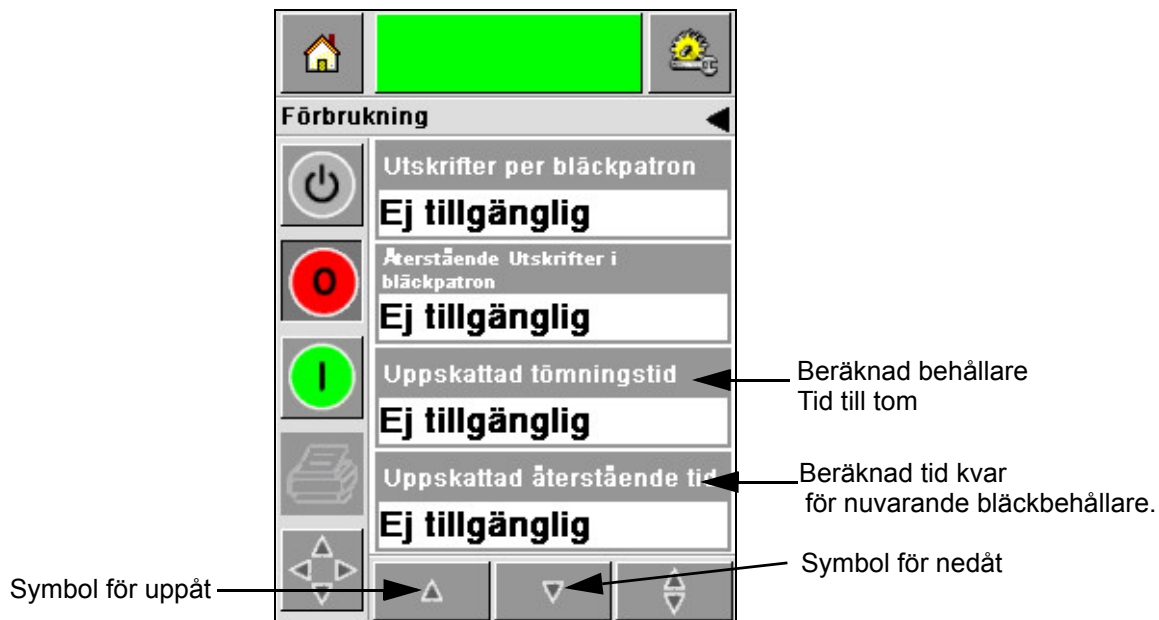 Förbrukning
Utskrifter per bläckpatron
Ej tillgänglig
Återstående Utskrifter i
bläckpatron
Ej tillgänglig
Uppskattad tömningstid
Ej tillgänglig
Uppskattad återstående tid
Ej tillgänglig
Beräknad behållare
Tid till tom
Beräknad tid kvar
för nuvarande bläckbehållare.
Symbol för nedåt
Symbol för uppåt